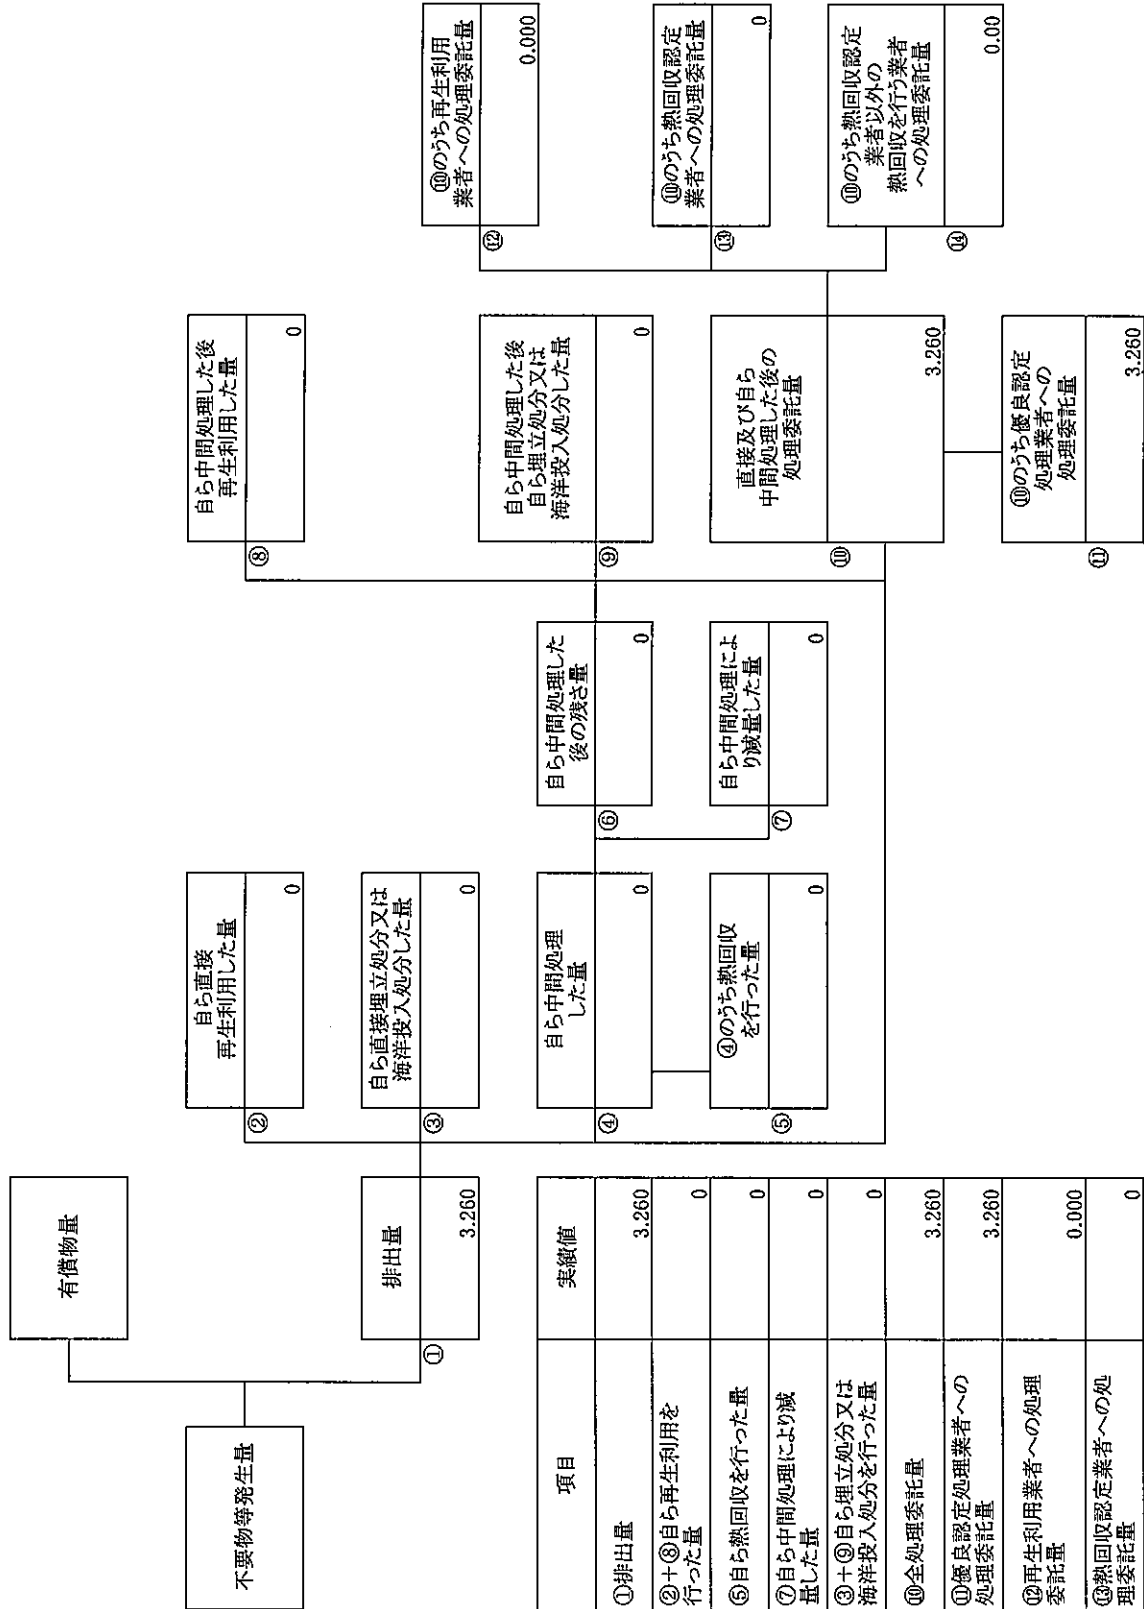 不要物等発生量
有償物量
排出量
①
3.260
自ら直接
再生利用した量
②
0
自ら直接埋立処分又は
海洋投入処分した量
③
0
自ら中間処理
した量
④
0
④のうち熱回収
を行った量
⑤
0
自ら中間処理した
後の残さ量
⑥
0
自ら中間処理によ
り減量した量
⑦
0
自ら中間処理した後
再生利用した量
⑧
0
自ら中間処理した後
自ら埋立処分又は
海洋投入処分した量
⑨
0
直接及び自ら
中間処理した後の
処理委託量
⑩
3.260
⑩のうち優良認定
処理業者への
処理委託量
⑪
3.260
⑩のうち再生利用
業者への処理委託量
⑫
0.000
⑩のうち熱回収認定
業者への処理委託量
⑬
0
⑩のうち熱回収認定
業者以外の
熱回収を行う業者
への処理委託量
⑭
0.00
項目
実績値
①排出量
3.260
②+⑧自ら再生利用を
行った量
0
⑤自ら熱回収を行った量
0
⑦自ら中間処理により減
量した量
0
③+⑨自ら埋立処分又は
海洋投入処分を行った量
0
⑩全処理委託量
3.260
⑪優良認定処理業者への
処理委託量
3.260
⑫再生利用業者への処理
委託量
0.000
⑬熱回収認定業者への処
理委託量
0